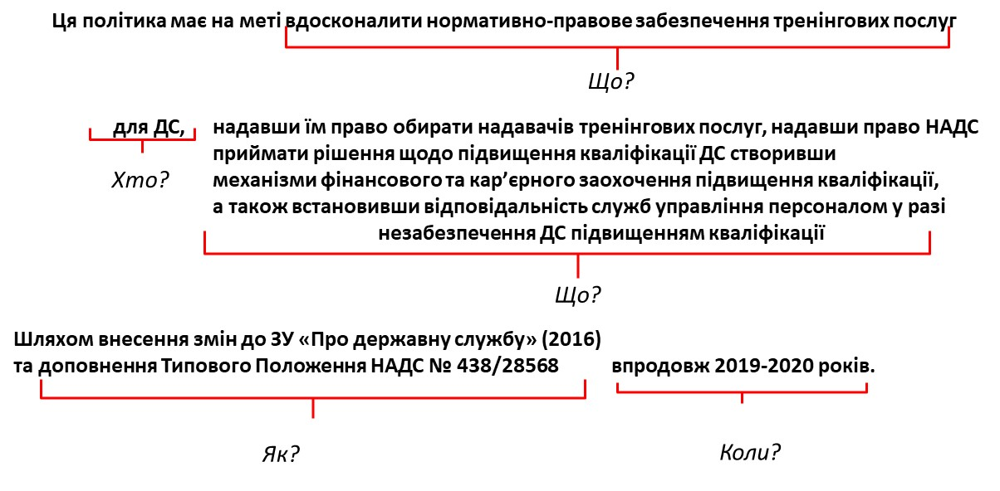 Ця політика має на меті вдосконалити нормативно-правове забезпечення тренінгових послуг
Що?
для ДС,
надавши їм право обирати надавачів тренінгових послуг, надавши право НАДС
приймати рішення щодо підвищення кваліфікації ДС створивши
механізми фінансового та кар’єрного заохочення підвищення кваліфікації,
а також встановивши відповідальність служб управління персоналом у разі
незабезпечення ДС підвищенням кваліфікації
Хто?
Що?
Шляхом внесення змін до ЗУ «Про державну службу» (2016)
та доповнення Типового Положення НАДС № 438/28568 впродовж 2019-2020 років.
Як?
Коли?